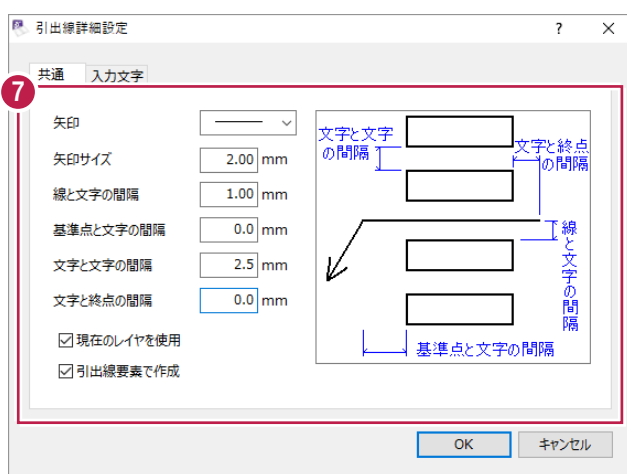 引出線詳細設定
? ×
共通 入力文字
7
矢印
矢印サイズ 2.00 mm
線と文字の間隔 1.00 mm
基準点と文字の間隔 0.0 mm
文字と文字の間隔 2.5 mm
文字と終点の間隔 0.0 mm
現在のレイヤを使用
引出線要素で作成
文字と文字
の間隔
文字と終点
の間隔
線と文字の間隔
基準点と文字の間隔
OK キャンセル